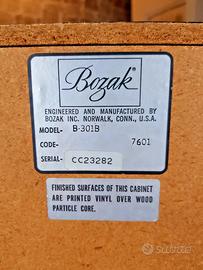 Bozak
ENGINEERED AND MANUFACTURED BY
BOZAK INC. NORWALK, CONN., U.S.A.
MODEL- B-301B
CODE- 7601
SERIAL- CC23282
FINISHED SURFACES OF THIS CABINET
ARE PRINTED VINYL OVER WOOD
PARTICLE CORE.
subito